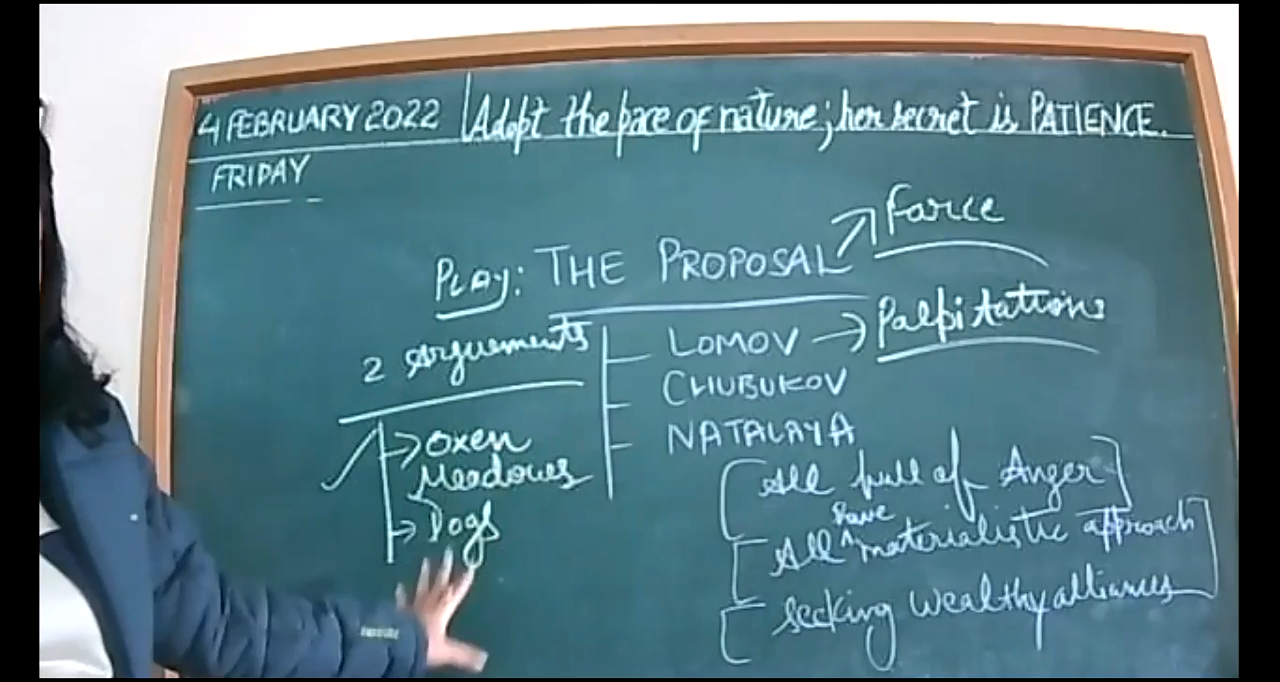 4 FEBRUARY 2022 Adopt the pace of nature; her secret is PATIENCE.
FRIDAY
Farce
PLAY: THE PROPOSAL
2 arguements
LOMOV → Palpitations
CHUBUKOV
NATALAYA
Oxen
Meadows
Dogs
All full of Anger
All have materialistic approach
Seeking wealthy alliances